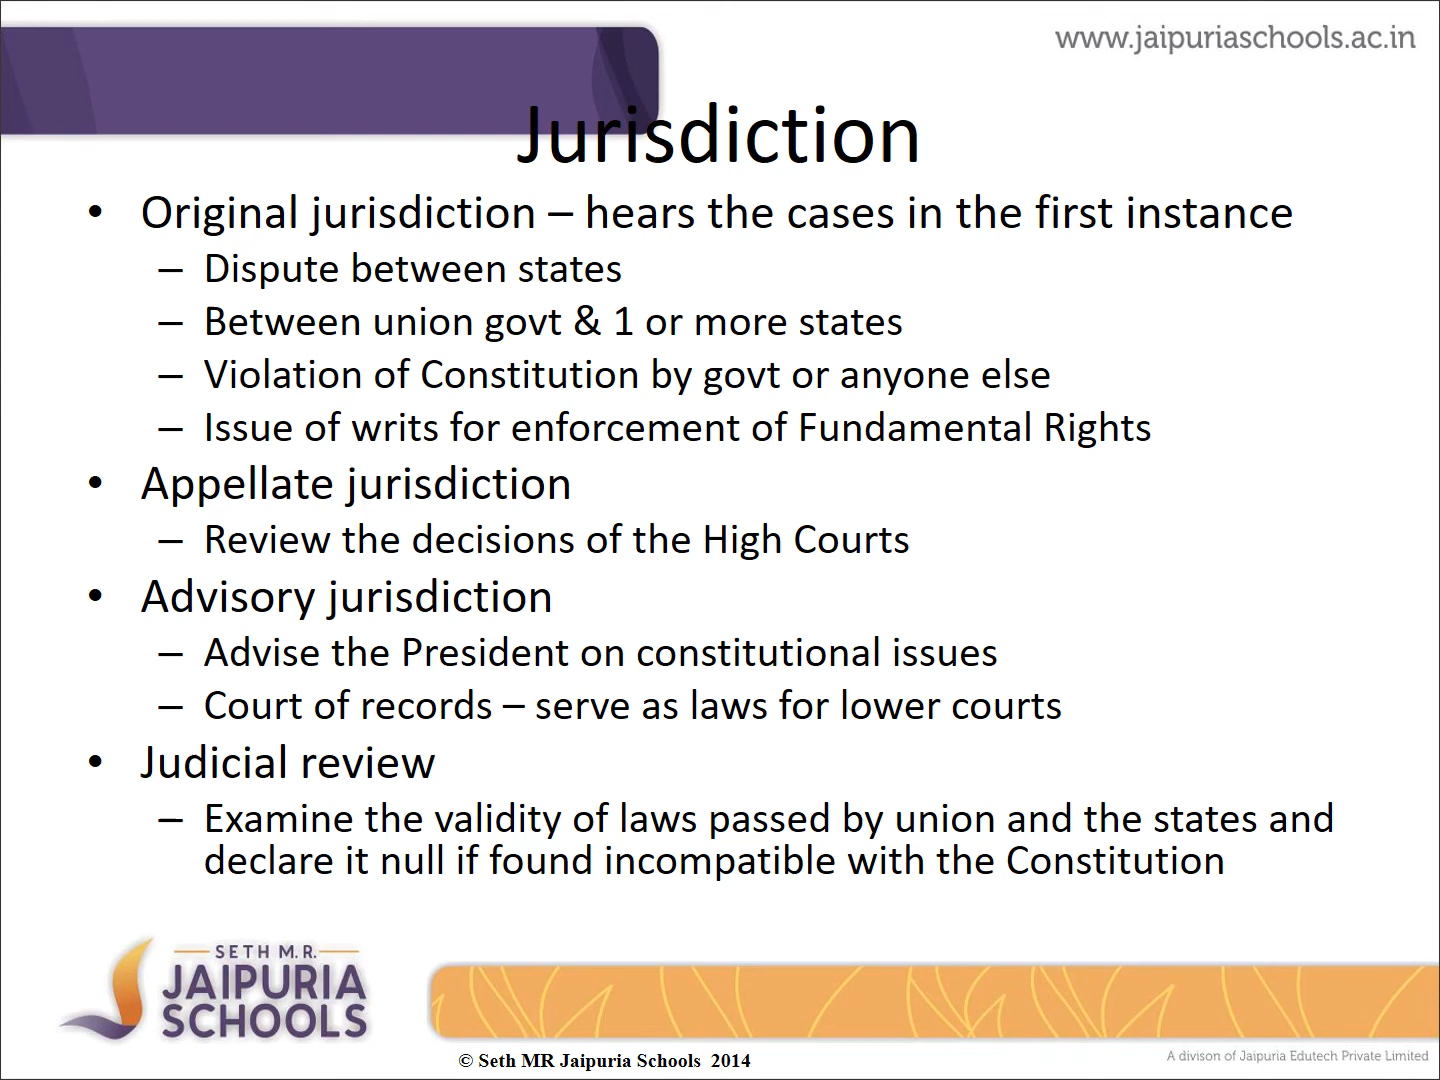 www.jaipuriaschools.ac.in
Jurisdiction
• Original jurisdiction – hears the cases in the first instance
– Dispute between states
– Between union govt & 1 or more states
– Violation of Constitution by govt or anyone else
– Issue of writs for enforcement of Fundamental Rights
• Appellate jurisdiction
– Review the decisions of the High Courts
• Advisory jurisdiction
– Advise the President on constitutional issues
– Court of records – serve as laws for lower courts
• Judicial review
– Examine the validity of laws passed by union and the states and
declare it null if found incompatible with the Constitution
SETH M.R.
JAIPURIA
SCHOOLS
© Seth MR Jaipuria Schools 2014
A divison of Jaipuria Edutech Private Limited